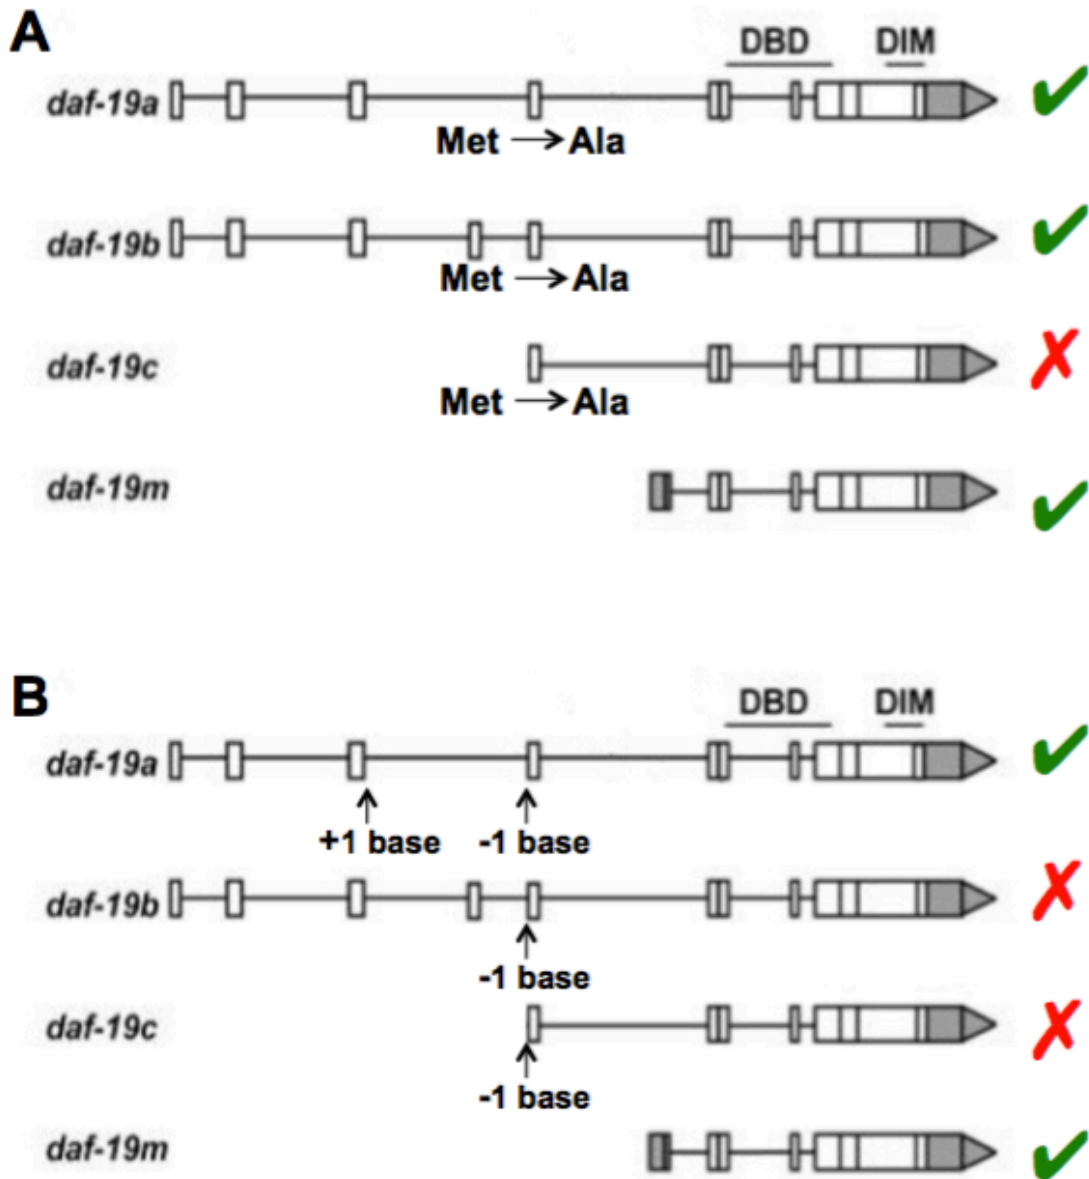 A
DBD DIM
daf-19a
Met → Ala
daf-19b
Met → Ala
daf-19c
Met → Ala
daf-19m
B
DBD DIM
daf-19a
+1 base -1 base
daf-19b
-1 base
daf-19c
-1 base
daf-19m